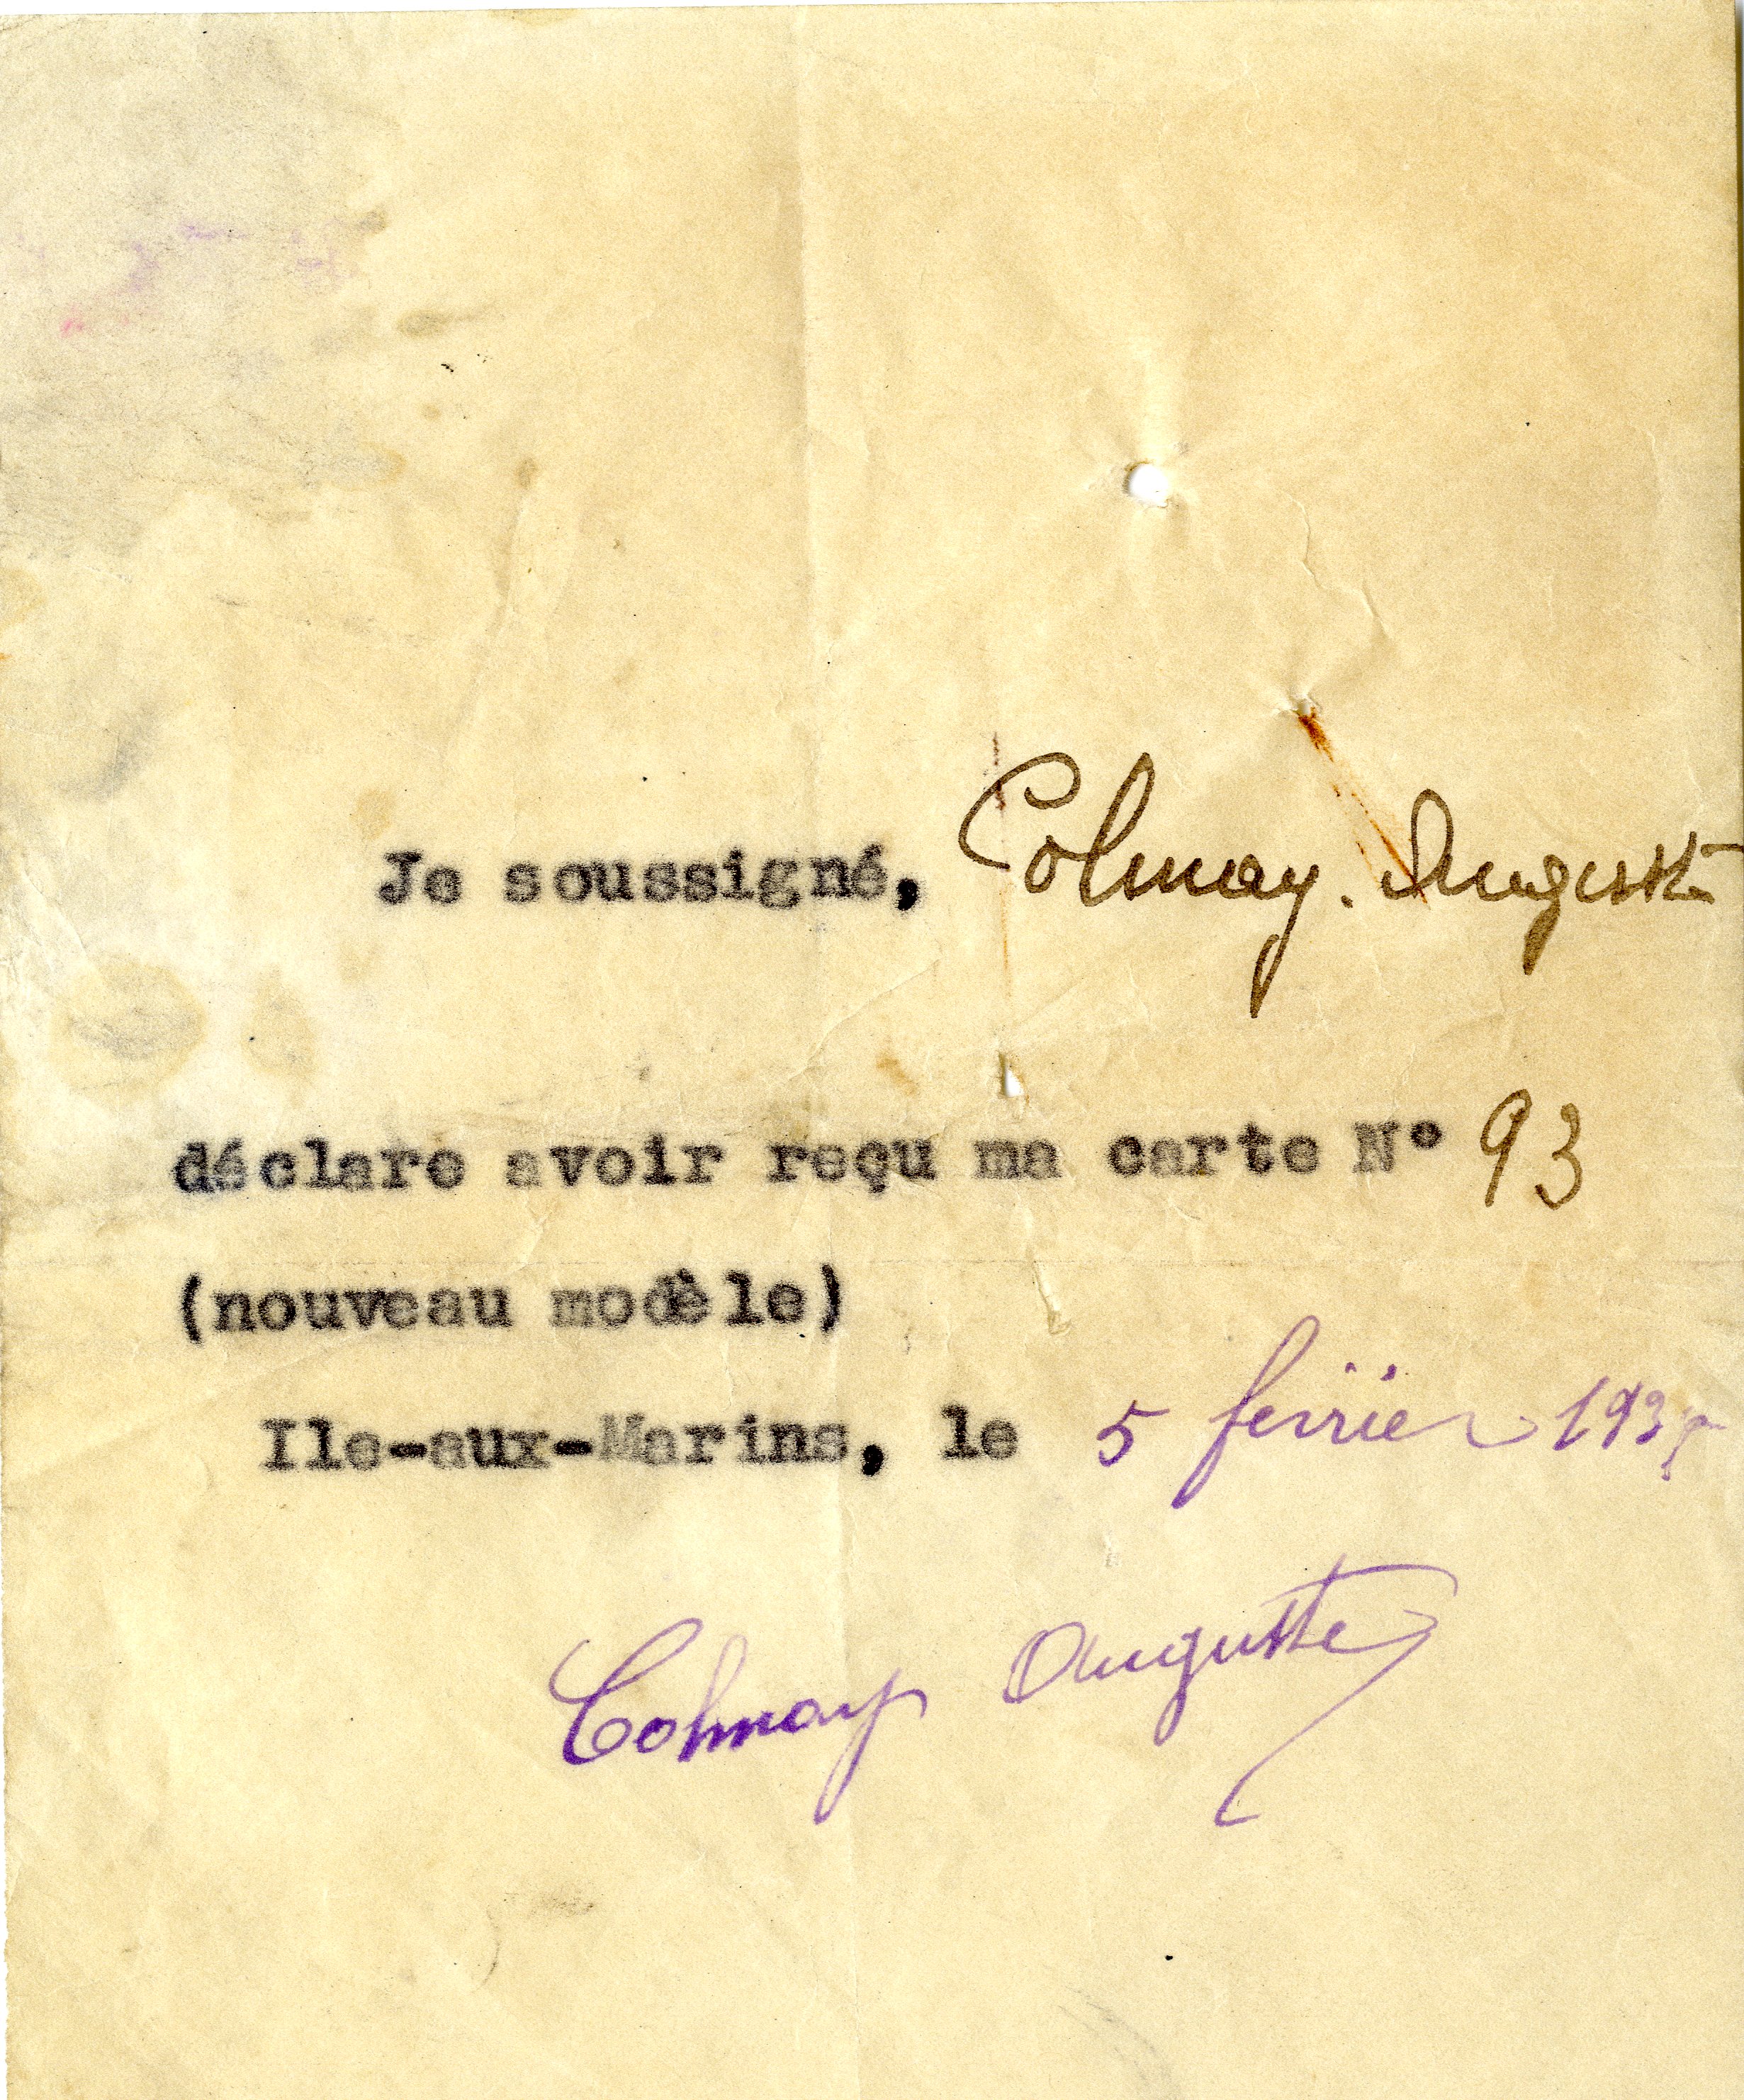 Je soussigné, Colmay. Auguste
déclare avoir reçu ma carte N° 93
(nouveau modèle)
Ile-aux-Marins, le 5 février
Colmay Auguste